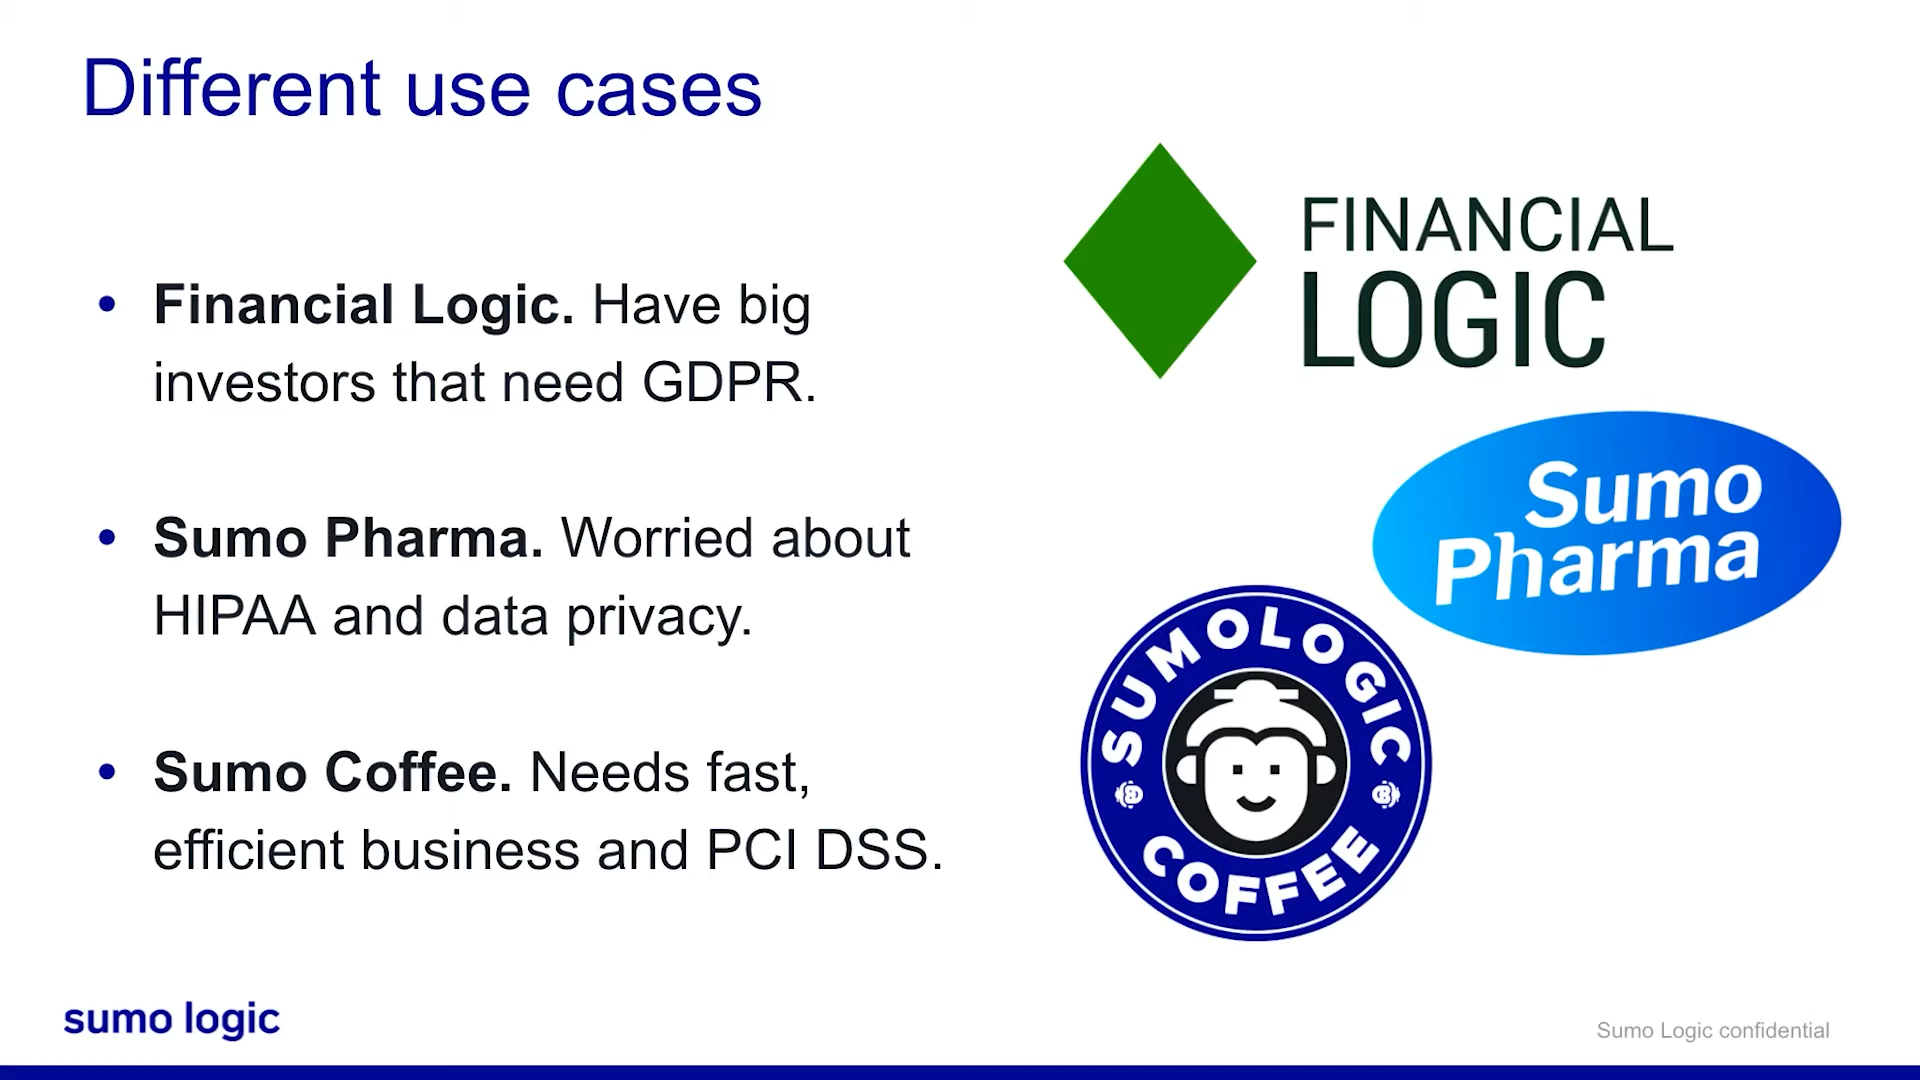 Different use cases
• Financial Logic. Have big
investors that need GDPR.
• Sumo Pharma. Worried about
HIPAA and data privacy.
• Sumo Coffee. Needs fast,
efficient business and PCI DSS.
FINANCIAL
LOGIC
Sumo
Pharma
SUMOLOGIC
COFFEE
sumo logic
Sumo Logic confidential